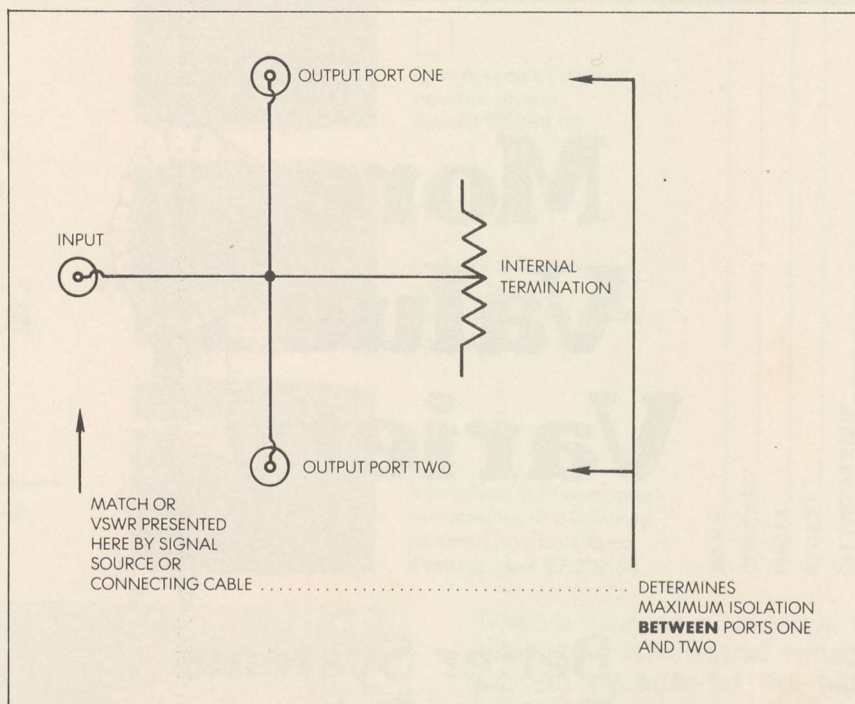 OUTPUT PORT ONE
INPUT
INTERNAL
TERMINATION
OUTPUT PORT TWO
MATCH OR
VSWR PRESENTED
HERE BY SIGNAL
SOURCE OR
CONNECTING CABLE . . . . . . . . . . . . . . . . . . . . . . . . . . . . . . . . . . . . . . . . . . . . . . . .
DETERMINES
MAXIMUM ISOLATION
BETWEEN PORTS ONE
AND TWO